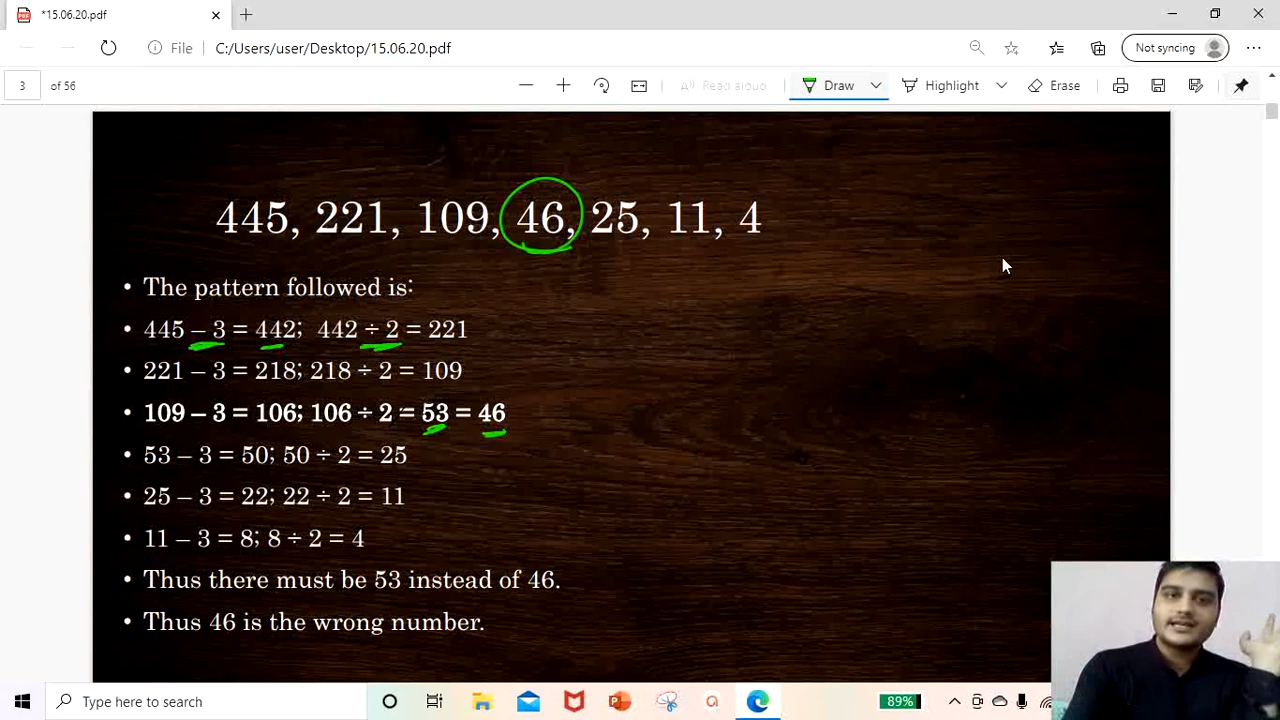 *15.06.20.pdf
File C:/Users/user/Desktop/15.06.20.pdf Not syncing
3 of 56 Read aloud Draw Highlight Erase
445, 221, 109, 46, 25, 11, 4
• The pattern followed is:
• 445 – 3 = 442; 442 ÷ 2 = 221
• 221 – 3 = 218; 218 ÷ 2 = 109
• 109 – 3 = 106; 106 ÷ 2 = 53 = 46
• 53 – 3 = 50; 50 ÷ 2 = 25
• 25 – 3 = 22; 22 ÷ 2 = 11
• 11 – 3 = 8; 8 ÷ 2 = 4
• Thus there must be 53 instead of 46.
• Thus 46 is the wrong number.
Type here to search 89%